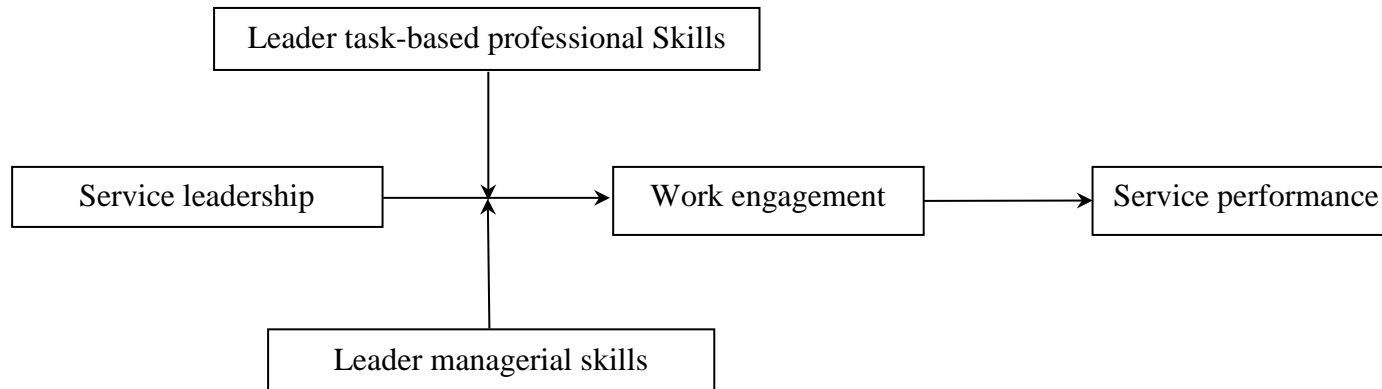 Leader task-based professional Skills
Service leadership
Work engagement
Service performance
Leader managerial skills